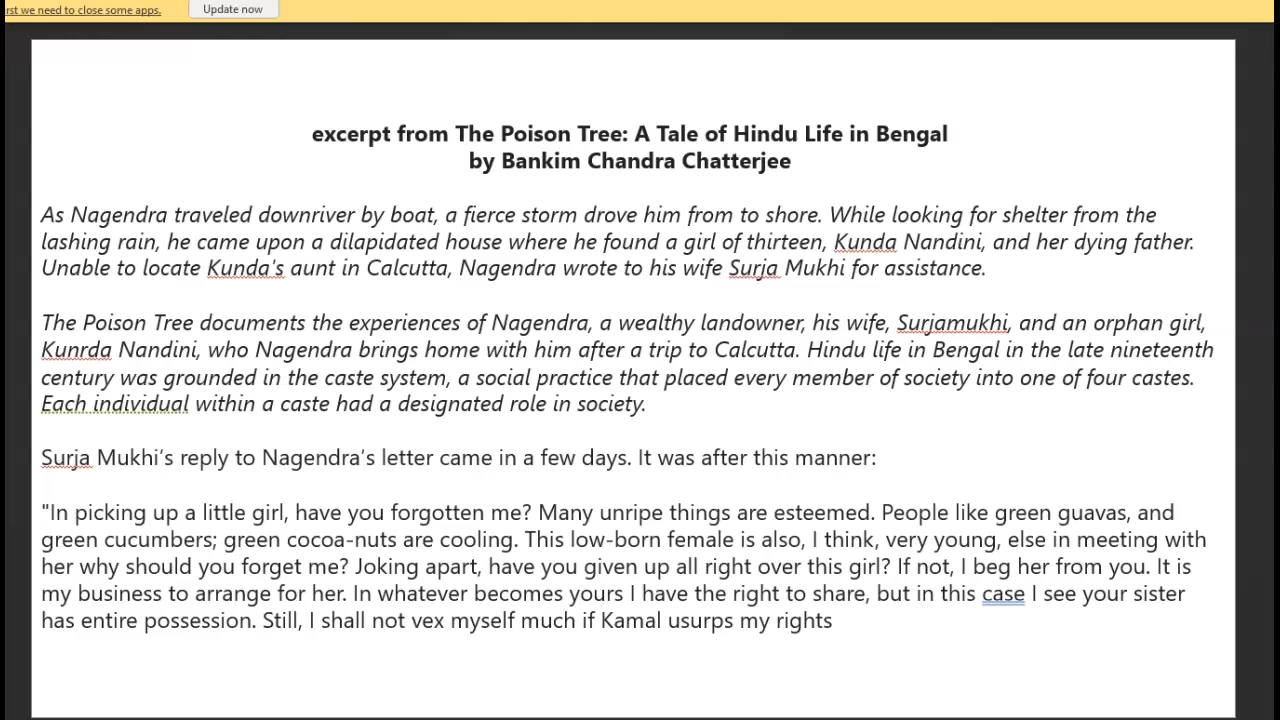 rst we need to close some apps. Update now
excerpt from The Poison Tree: A Tale of Hindu Life in Bengal
by Bankim Chandra Chatterjee
As Nagendra traveled downriver by boat, a fierce storm drove him from to shore. While looking for shelter from the
lashing rain, he came upon a dilapidated house where he found a girl of thirteen, Kunda Nandini, and her dying father.
Unable to locate Kunda's aunt in Calcutta, Nagendra wrote to his wife Surja Mukhi for assistance.
The Poison Tree documents the experiences of Nagendra, a wealthy landowner, his wife, Surjamukhi, and an orphan girl,
Kunrda Nandini, who Nagendra brings home with him after a trip to Calcutta. Hindu life in Bengal in the late nineteenth
century was grounded in the caste system, a social practice that placed every member of society into one of four castes.
Each individual within a caste had a designated role in society.
Surja Mukhi's reply to Nagendra's letter came in a few days. It was after this manner:
"In picking up a little girl, have you forgotten me? Many unripe things are esteemed. People like green guavas, and
green cucumbers; green cocoa-nuts are cooling. This low-born female is also, I think, very young, else in meeting with
her why should you forget me? Joking apart, have you given up all right over this girl? If not, I beg her from you. It is
my business to arrange for her. In whatever becomes yours I have the right to share, but in this case I see your sister
has entire possession. Still, I shall not vex myself much if Kamal usurps my rights